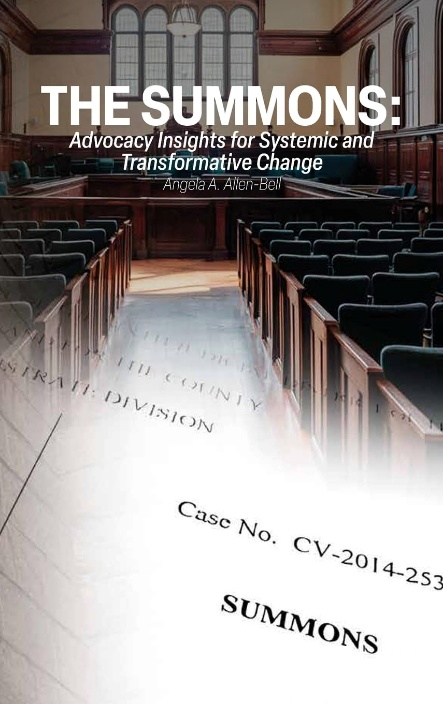 THE SUMMONS:
Advocacy Insights for Systemic and
Transformative Change
Angela A. Allen-Bell
THE COUNTY
DIVISION
Case No. CV-2014-253
SUMMONS